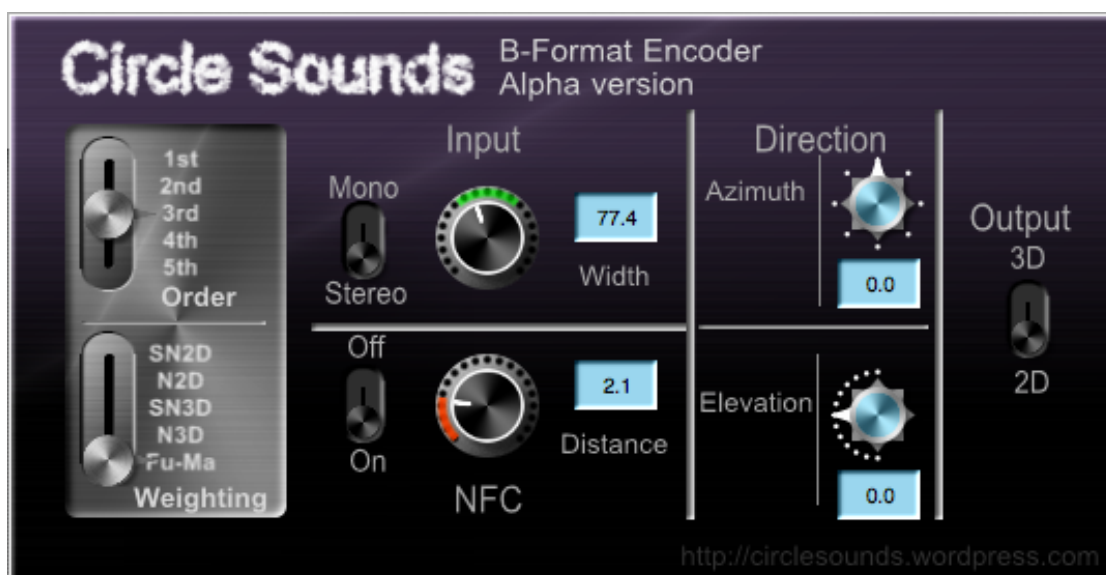 Circle Sounds
B-Format Encoder
Alpha version
1st
2nd
3rd
4th
5th
Order
SN2D
N2D
SN3D
N3D
Fu-Ma
Weighting
Input
Mono
Stereo
77.4
Width
Off
On
2.1
Distance
NFC
Direction
Azimuth
0.0
Elevation
0.0
Output
3D
2D
http://circlesounds.wordpress.com